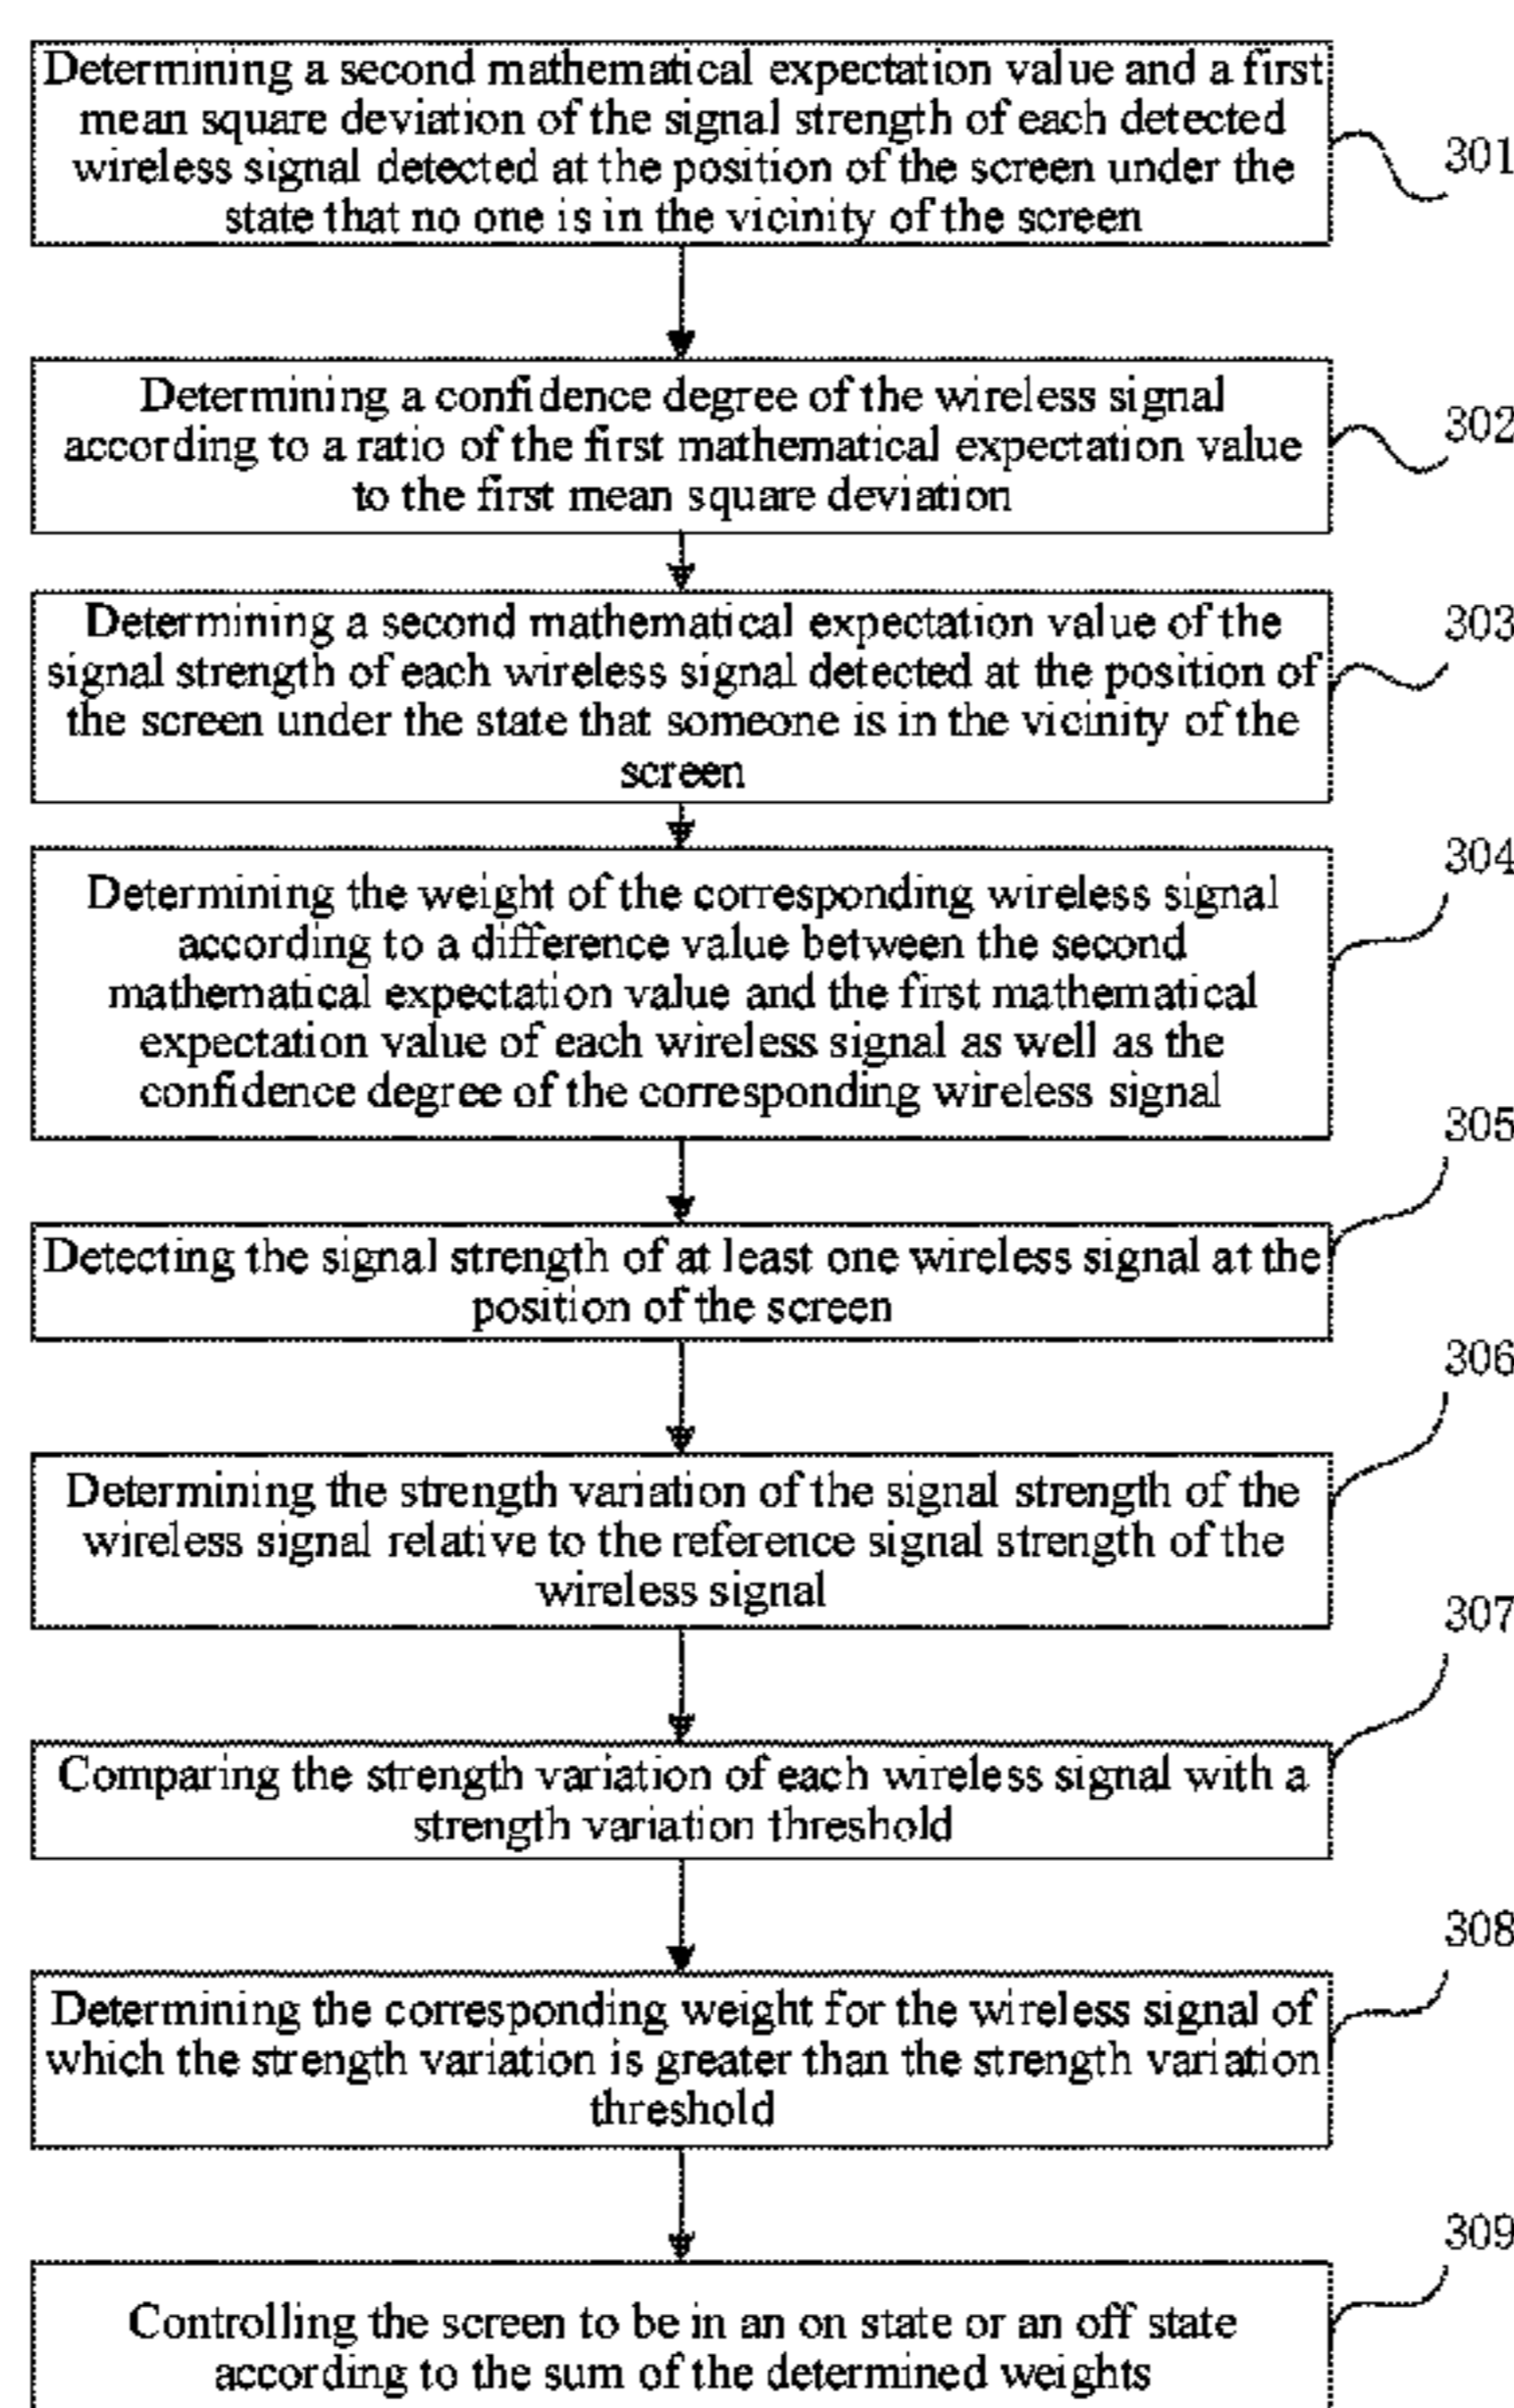 Determining a second mathematical expectation value and a first
mean square deviation of the signal strength of each detected
wireless signal detected at the position of the screen under the
state that no one is in the vicinity of the screen
301
Determining a confidence degree of the wireless signal
according to a ratio of the first mathematical expectation value
to the first mean square deviation
302
Determining a second mathematical expectation value of the
signal strength of each wireless signal detected at the position of
the screen under the state that someone is in the vicinity of the
screen
303
Determining the weight of the corresponding wireless signal
according to a difference value between the second
mathematical expectation value and the first mathematical
expectation value of each wireless signal as well as the
confidence degree of the corresponding wireless signal
304
Detecting the signal strength of at least one wireless signal at the
position of the screen
305
Determining the strength variation of the signal strength of the
wireless signal relative to the reference signal strength of the
wireless signal
306
Comparing the strength variation of each wireless signal with a
strength variation threshold
307
Determining the corresponding weight for the wireless signal of
which the strength variation is greater than the strength variation
threshold
308
Controlling the screen to be in an on state or an off state
according to the sum of the determined weights
309